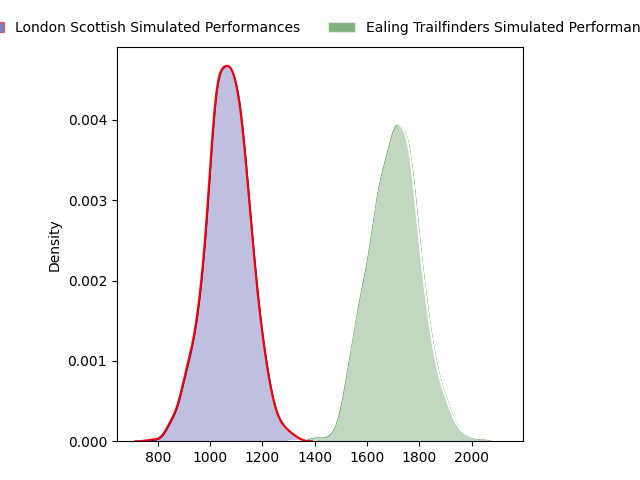 London Scottish Simulated Performances
Ealing Trailfinders Simulated Performan
Density
0.004
0.003
0.002
0.001
0.000
800 1000 1200 1400 1600 1800 2000